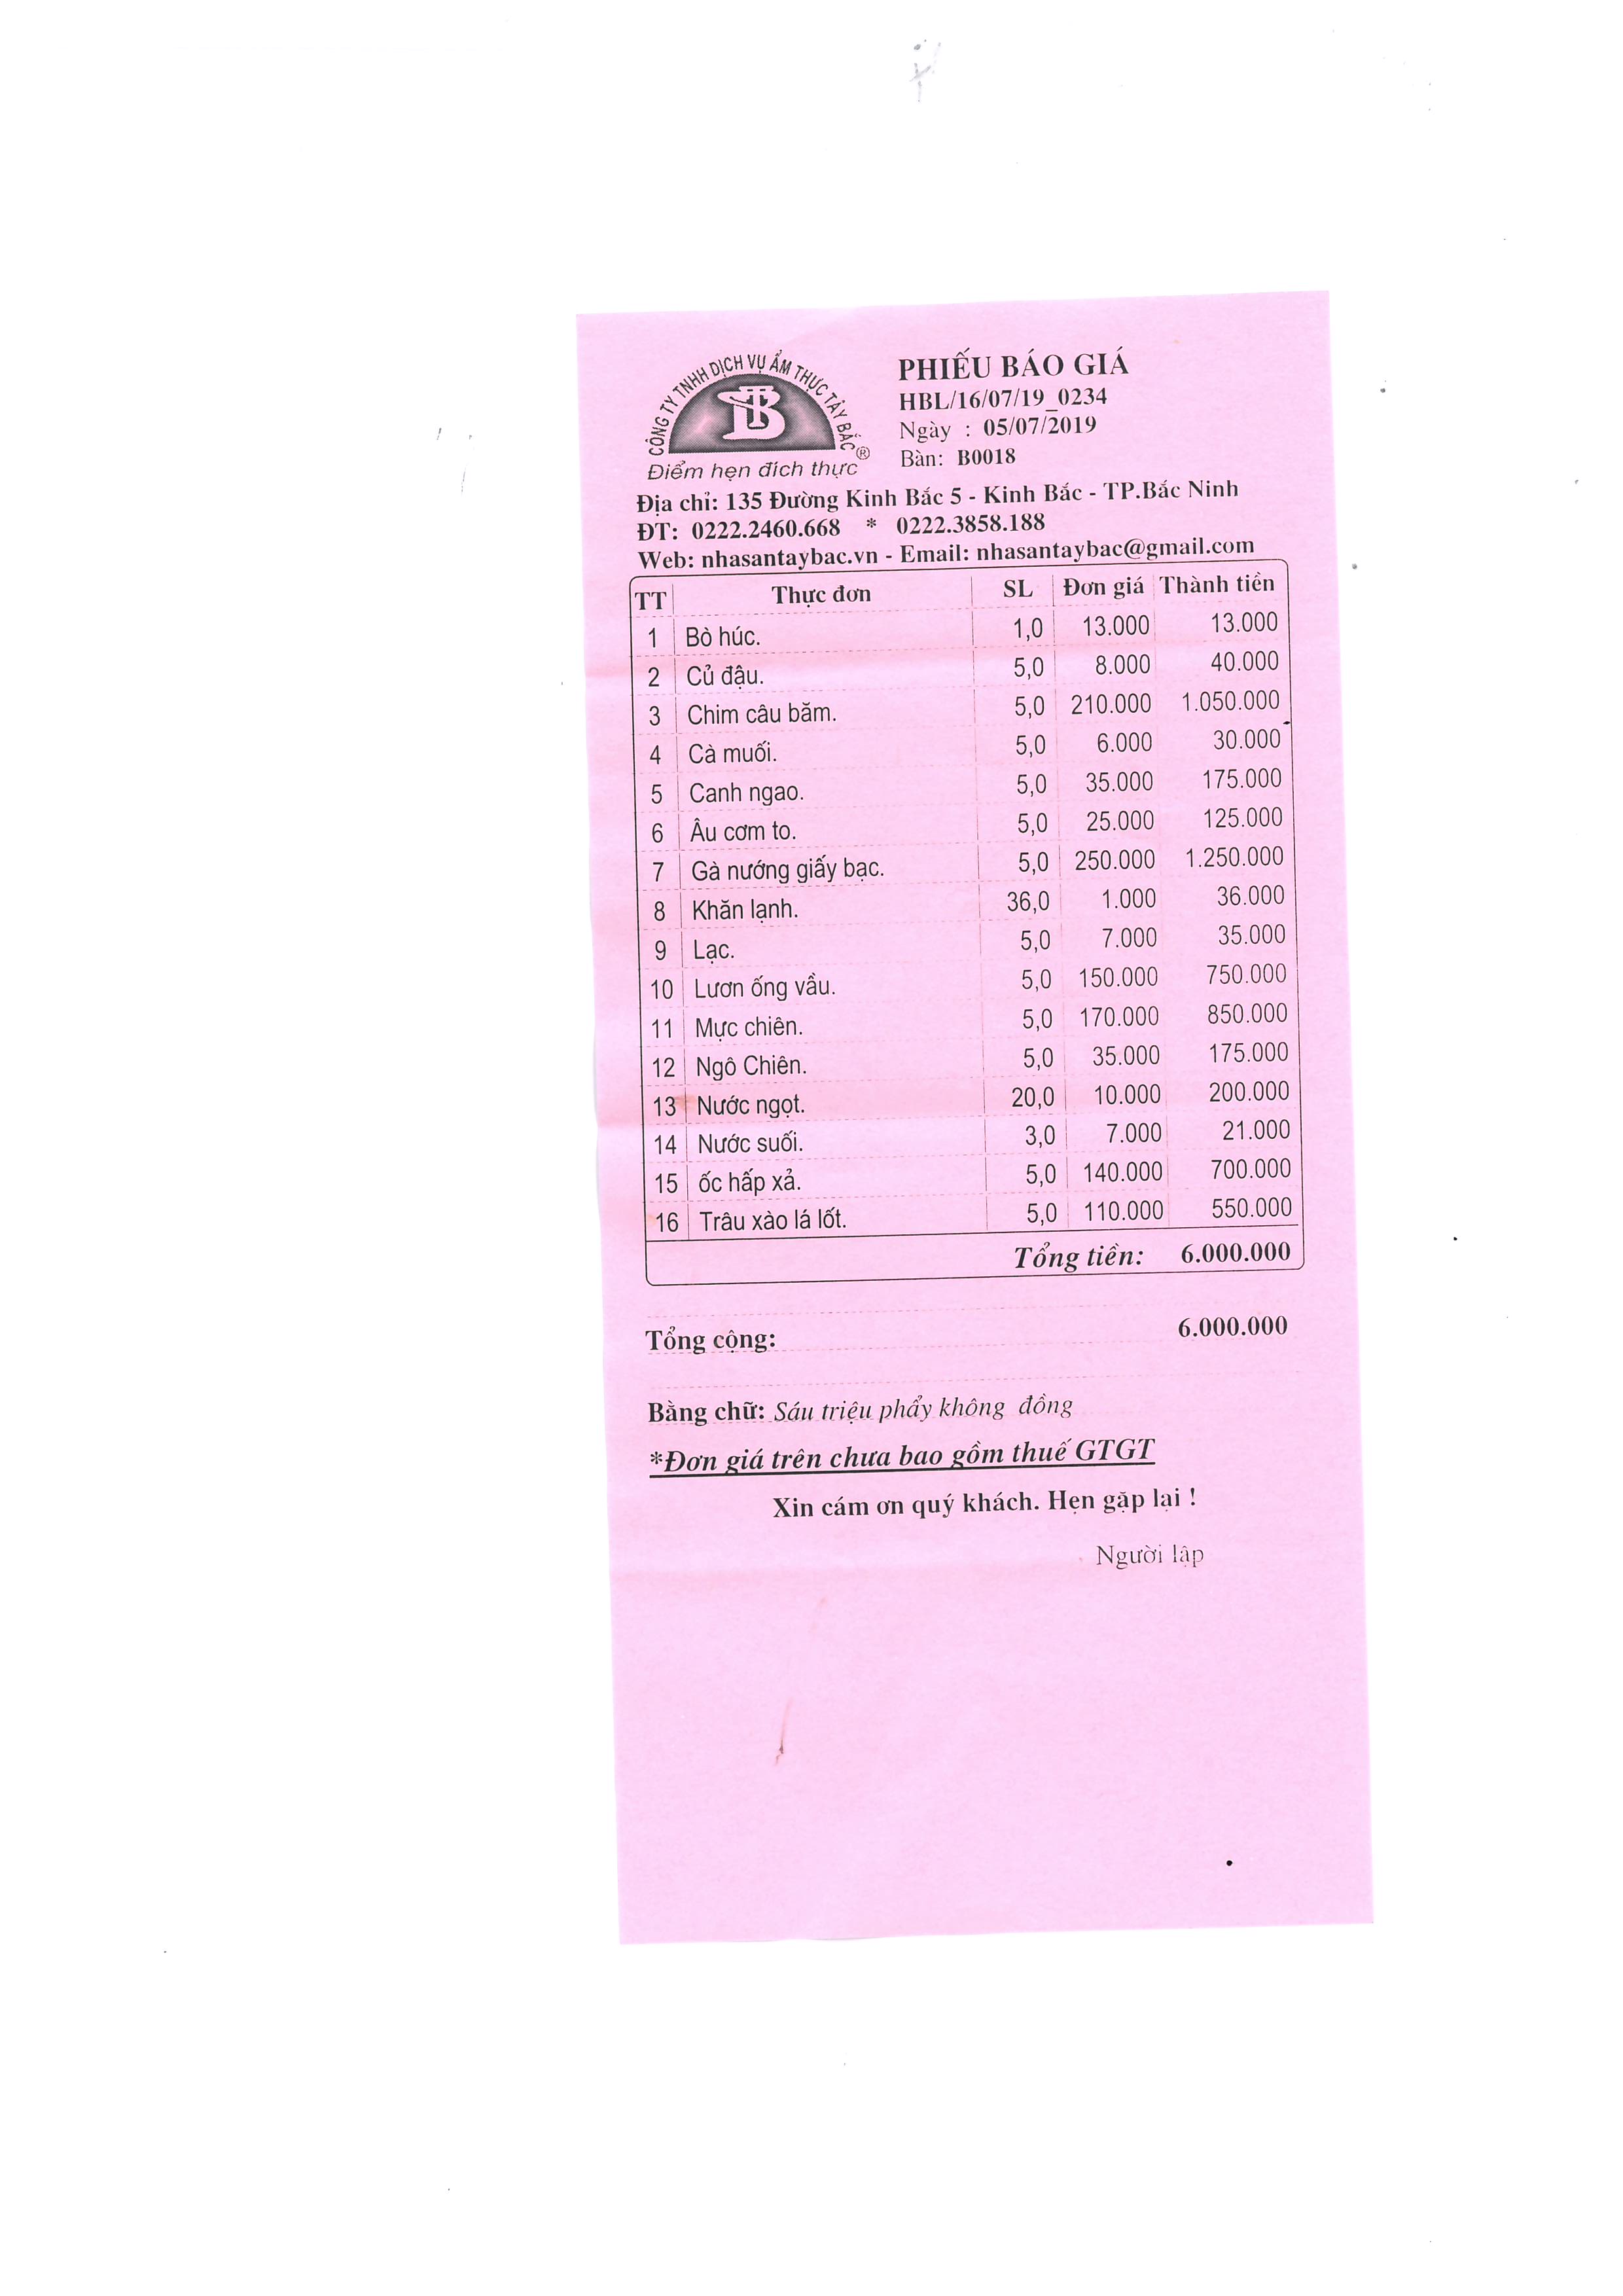 CÔNG TY TNHH DỊCH VỤ ẨM THỰC TÂY BẮC
TB
®
Điểm hẹn đích thực
PHIẾU BÁO GIÁ
HBL/16/07/19_0234
Ngày : 05/07/2019
Bàn: B0018
Địa chỉ: 135 Đường Kinh Bắc 5 - Kinh Bắc - TP.Bắc Ninh
ĐT: 0222.2460.668 * 0222.3858.188
Web: nhasantaybac.vn - Email: nhasantaybac@gmail.com
TT Thực đơn SL Đơn giá Thành tiền
1 Bò húc. 1,0 13.000 13.000
2 Củ đậu. 5,0 8.000 40.000
3 Chim câu băm. 5,0 210.000 1.050.000
4 Cà muối. 5,0 6.000 30.000
5 Canh ngao. 5,0 35.000 175.000
6 Âu cơm to. 5,0 25.000 125.000
7 Gà nướng giấy bạc. 5,0 250.000 1.250.000
8 Khăn lạnh. 36,0 1.000 36.000
9 Lạc. 5,0 7.000 35.000
10 Lươn ống vầu. 5,0 150.000 750.000
11 Mực chiên. 5,0 170.000 850.000
12 Ngô Chiên. 5,0 35.000 175.000
13 Nước ngọt. 20,0 10.000 200.000
14 Nước suối. 3,0 7.000 21.000
15 ốc hấp xả. 5,0 140.000 700.000
16 Trâu xào lá lốt. 5,0 110.000 550.000
Tổng tiền: 6.000.000
Tổng cộng: 6.000.000
Bằng chữ: Sáu triệu phẩy không đồng
*Đơn giá trên chưa bao gồm thuế GTGT
Xin cám ơn quý khách. Hẹn gặp lại !
Người lập